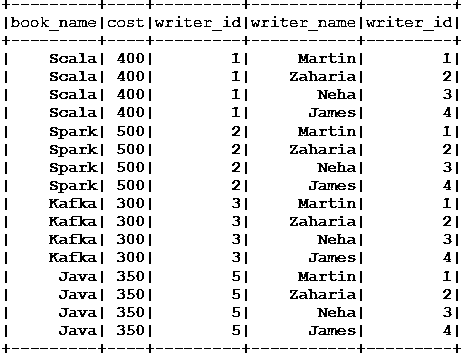 +---------+----+---------+-----------+---------+
|book_name|cost|writer_id|writer_name|writer_id|
+---------+----+---------+-----------+---------+
|    Scala| 400|        1|     Martin|        1|
|    Scala| 400|        1|    Zaharia|        2|
|    Scala| 400|        1|       Neha|        3|
|    Scala| 400|        1|      James|        4|
|    Spark| 500|        2|     Martin|        1|
|    Spark| 500|        2|    Zaharia|        2|
|    Spark| 500|        2|       Neha|        3|
|    Spark| 500|        2|      James|        4|
|    Kafka| 300|        3|     Martin|        1|
|    Kafka| 300|        3|    Zaharia|        2|
|    Kafka| 300|        3|       Neha|        3|
|    Kafka| 300|        3|      James|        4|
|     Java| 350|        5|     Martin|        1|
|     Java| 350|        5|    Zaharia|        2|
|     Java| 350|        5|       Neha|        3|
|     Java| 350|        5|      James|        4|
+---------+----+---------+-----------+---------+